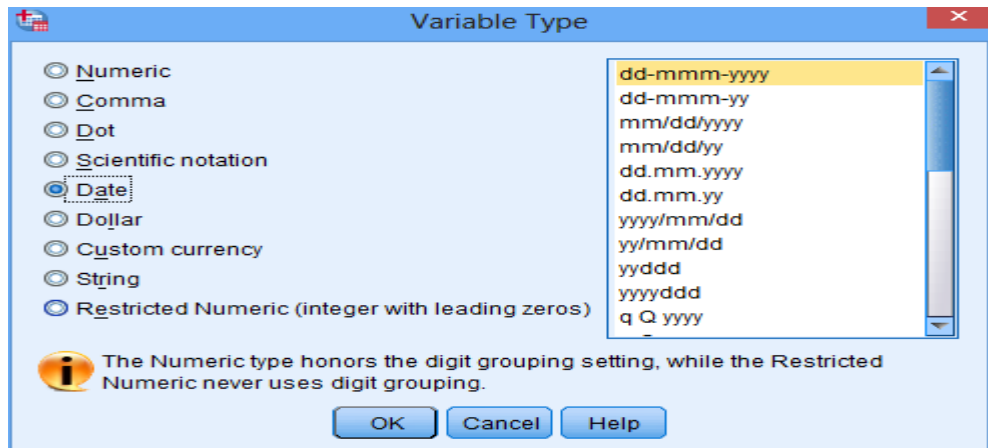 Variable Type
Numeric
Comma
Dot
Scientific notation
Date
Dollar
Custom currency
String
Restricted Numeric (integer with leading zeros)
dd-mmm-yyyy
dd-mmm-yy
mm/dd/yyyy
mm/dd/yy
dd.mm.yyyy
dd.mm.yy
yyyy/mm/dd
yy/mm/dd
yyddd
yyyyddd
q Q yyyy
The Numeric type honors the digit grouping setting, while the Restricted
Numeric never uses digit grouping.
OK Cancel Help